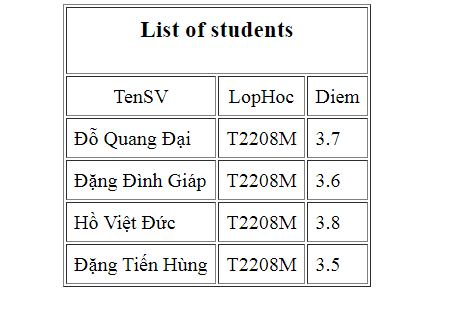 List of students
TenSV LopHoc Diem
Đỗ Quang Đại T2208M 3.7
Đặng Đình Giáp T2208M 3.6
Hồ Việt Đức T2208M 3.8
Đặng Tiến Hùng T2208M 3.5